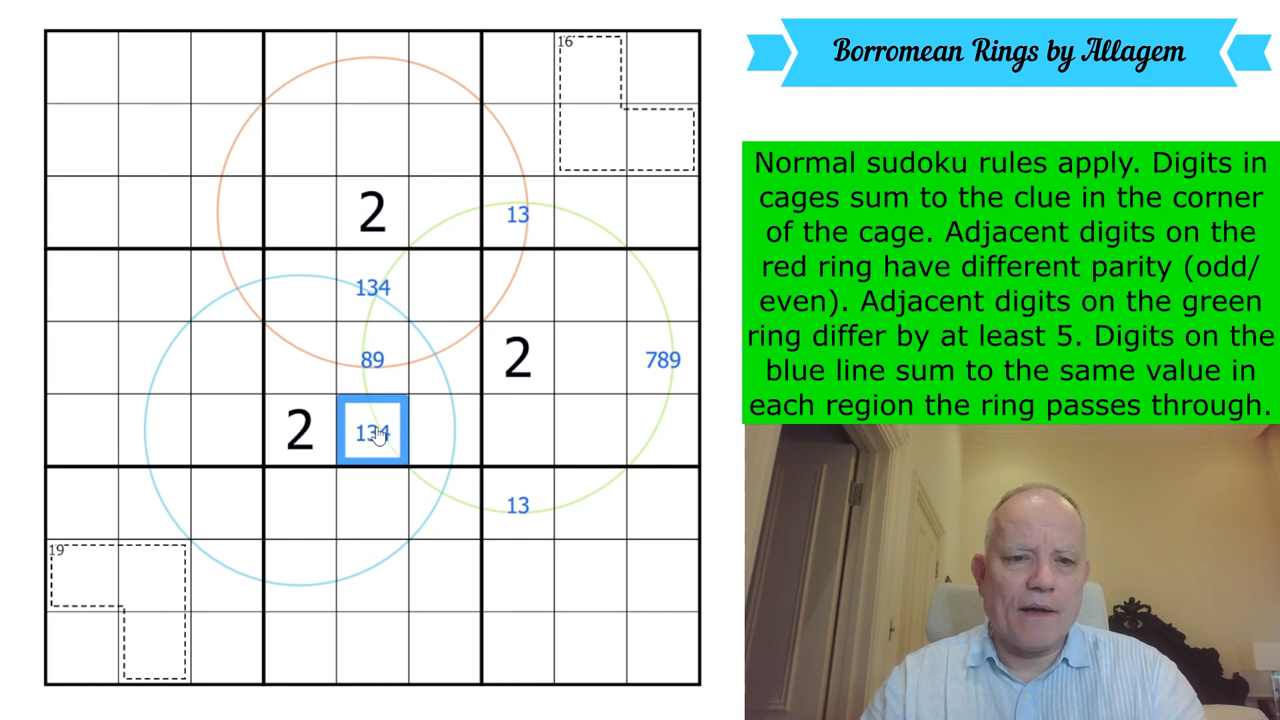 Borromean Rings by Allagem
16
Normal sudoku rules apply. Digits in
cages sum to the clue in the corner
of the cage. Adjacent digits on the
red ring have different parity (odd/
even). Adjacent digits on the green
ring differ by at least 5. Digits on the
blue line sum to the same value in
each region the ring passes through.
2 13
134
89 2 789
2 134
13
19